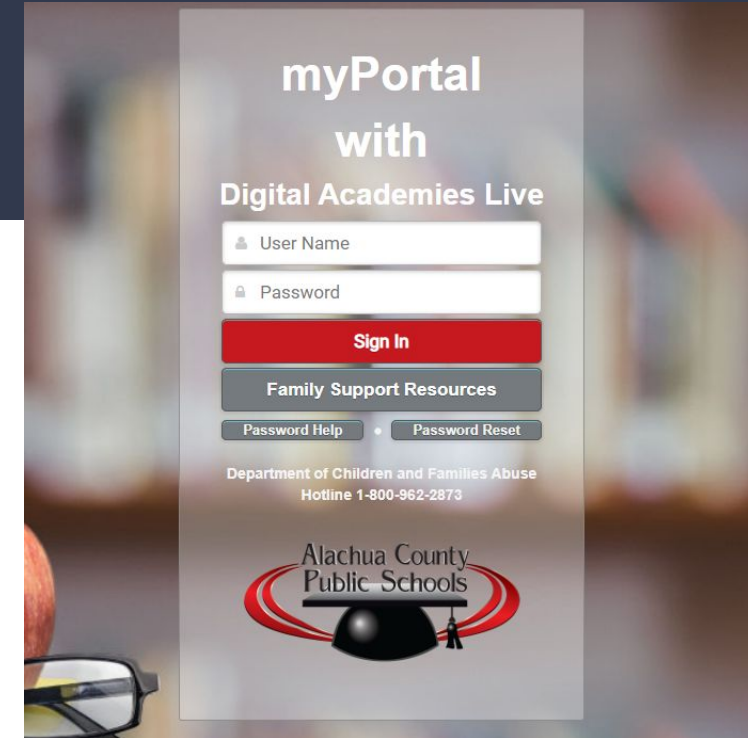 myPortal
with
Digital Academies Live
User Name
Password
Sign In
Family Support Resources
Password Help • Password Reset
Department of Children and Families Abuse
Hotline 1-800-962-2873
Alachua County
Public Schools